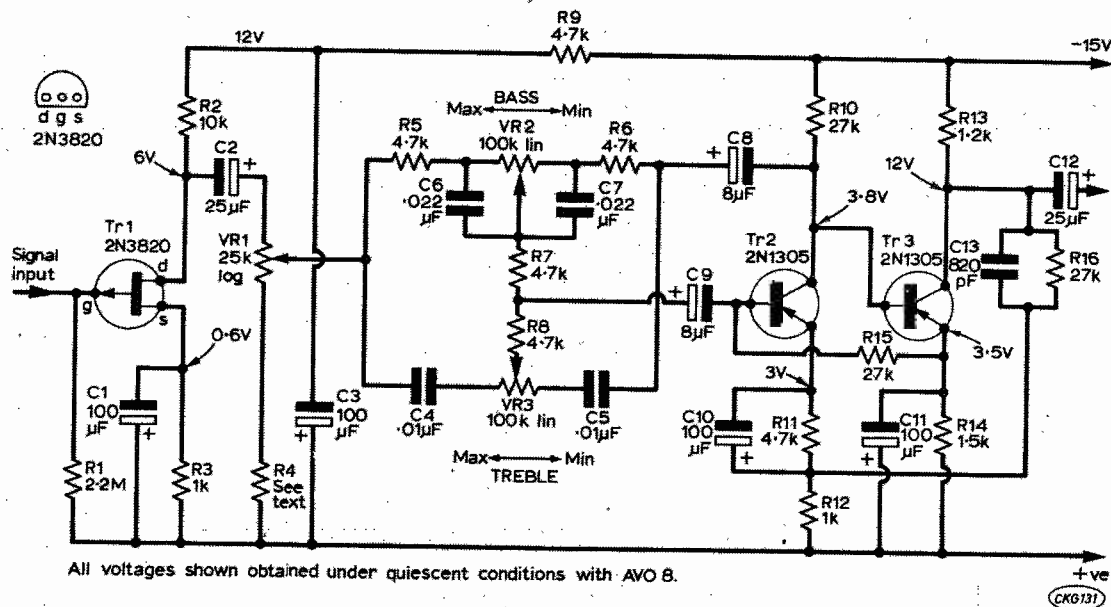 R9
4·7k
12V
-15V
d g s
2N3820
R2
10k
6V
C2
+
25µF
Tr1
2N3820
Signal
input
g
d
s
VR1
25k
log
0·6V
C1
100
µF
+
R1
2·2M
R3
1k
R4
See
text
C3
100
µF
+
BASS
Max Min
R5
4·7k
VR2
100k lin
R6
4·7k
C6
·022
µF
C7
·022
µF
R7
4·7k
R8
4·7k
C4
·01µF
VR3
100k lin
C5
·01µF
Max Min
TREBLE
+
C8
8µF
+
C9
8µF
R10
27k
3·8V
Tr2
2N1305
Tr3
2N1305
R13
1·2k
12V
C12
+
25µF
C13
820
pF
R16
27k
R15
27k
3·5V
3V
C10
100
µF
+
R11
4·7k
C11
100
µF
+
R14
1·5k
R12
1k
+ve
All voltages shown obtained under quiescent conditions with AVO 8.
CKG131